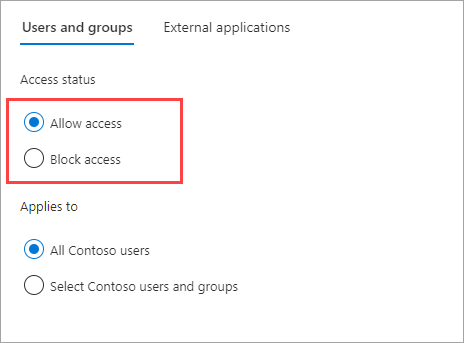 Users and groups External applications
Access status
Allow access
Block access
Applies to
All Contoso users
Select Contoso users and groups